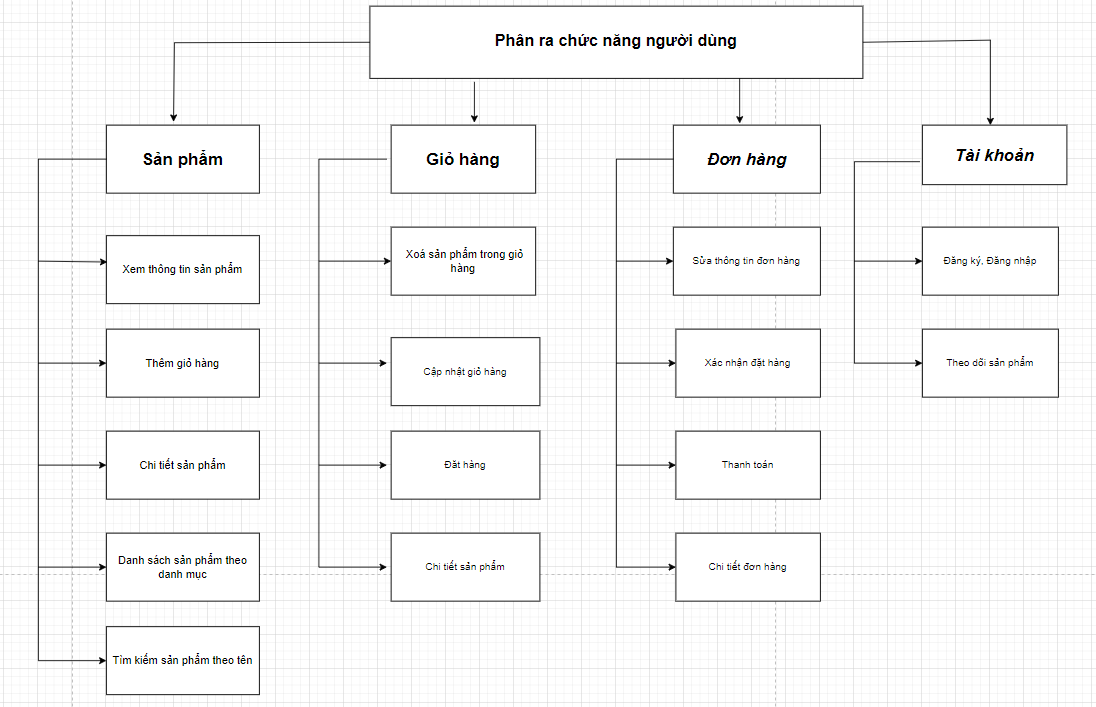 Phân ra chức năng người dùng
Sản phẩm
Giỏ hàng
Đơn hàng
Tài khoản
Xem thông tin sản phẩm
Thêm giỏ hàng
Chi tiết sản phẩm
Danh sách sản phẩm theo
danh mục
Tìm kiếm sản phẩm theo tên
Xoá sản phẩm trong giỏ
hàng
Cập nhật giỏ hàng
Đăt hàng
Chi tiết sản phẩm
Sửa thông tin đơn hàng
Xác nhận đặt hàng
Thanh toán
Chi tiết đơn hàng
Đăng ký, Đăng nhập
Theo dõi sản phẩm